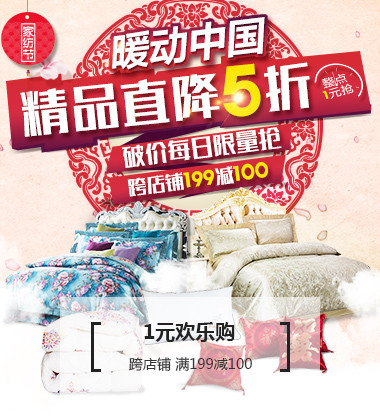 家纺节
暖动中国
精品直降5折
整点
1元抢
破价每日限量抢
跨店铺199减100
1元欢乐购
跨店铺 满199减100